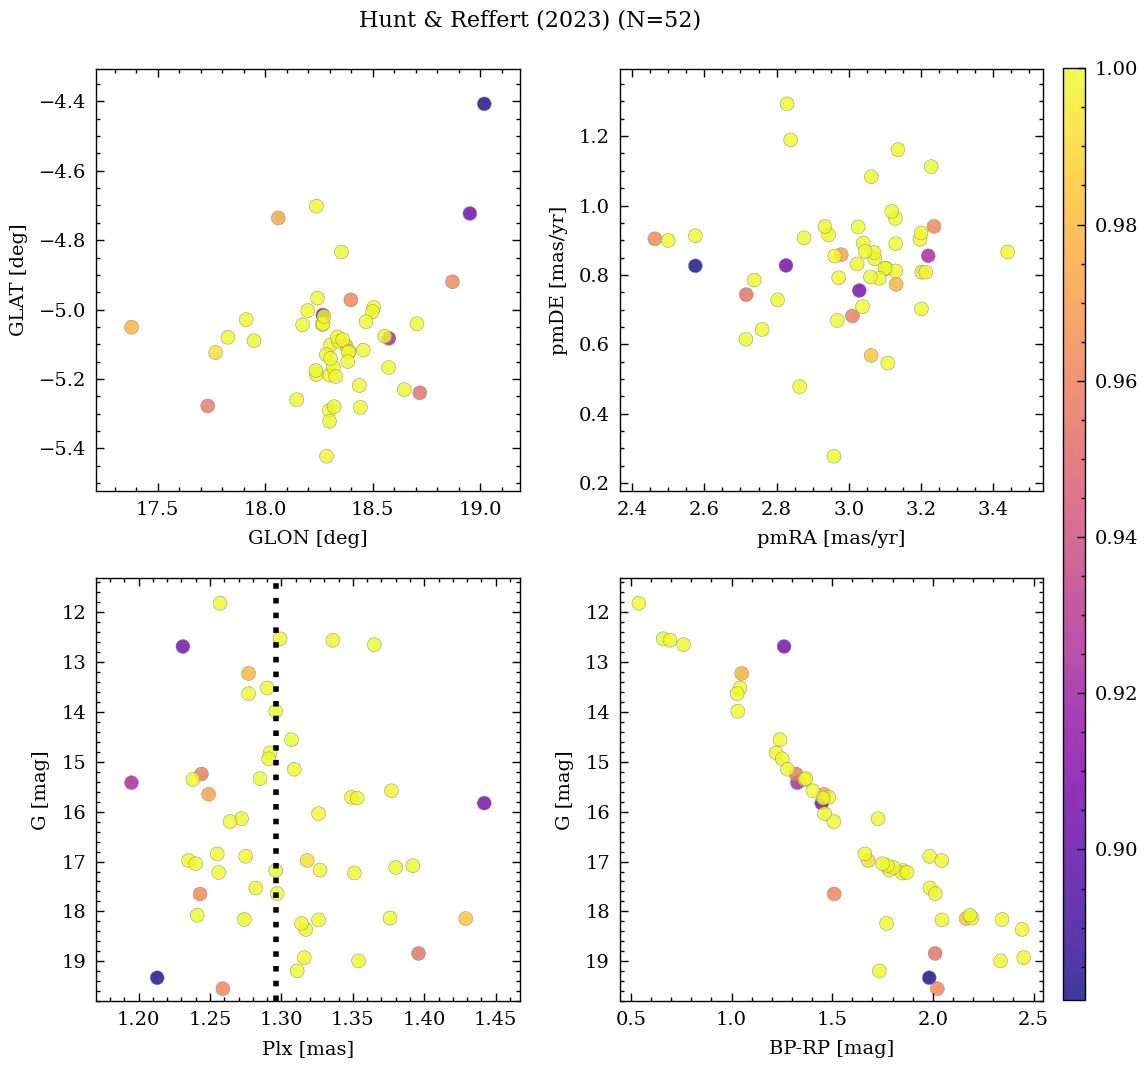 Hunt & Reffert (2023) (N=52)
−4.4
−4.6
−4.8
−5.0
−5.2
−5.4
GLAT [deg]
17.5 18.0 18.5 19.0
GLON [deg]
1.2
1.0
0.8
0.6
0.4
0.2
pmDE [mas/yr]
2.4 2.6 2.8 3.0 3.2 3.4
pmRA [mas/yr]
12
13
14
15
16
17
18
19
G [mag]
1.20 1.25 1.30 1.35 1.40 1.45
Plx [mas]
12
13
14
15
16
17
18
19
G [mag]
0.5 1.0 1.5 2.0 2.5
BP-RP [mag]
1.00
0.98
0.96
0.94
0.92
0.90